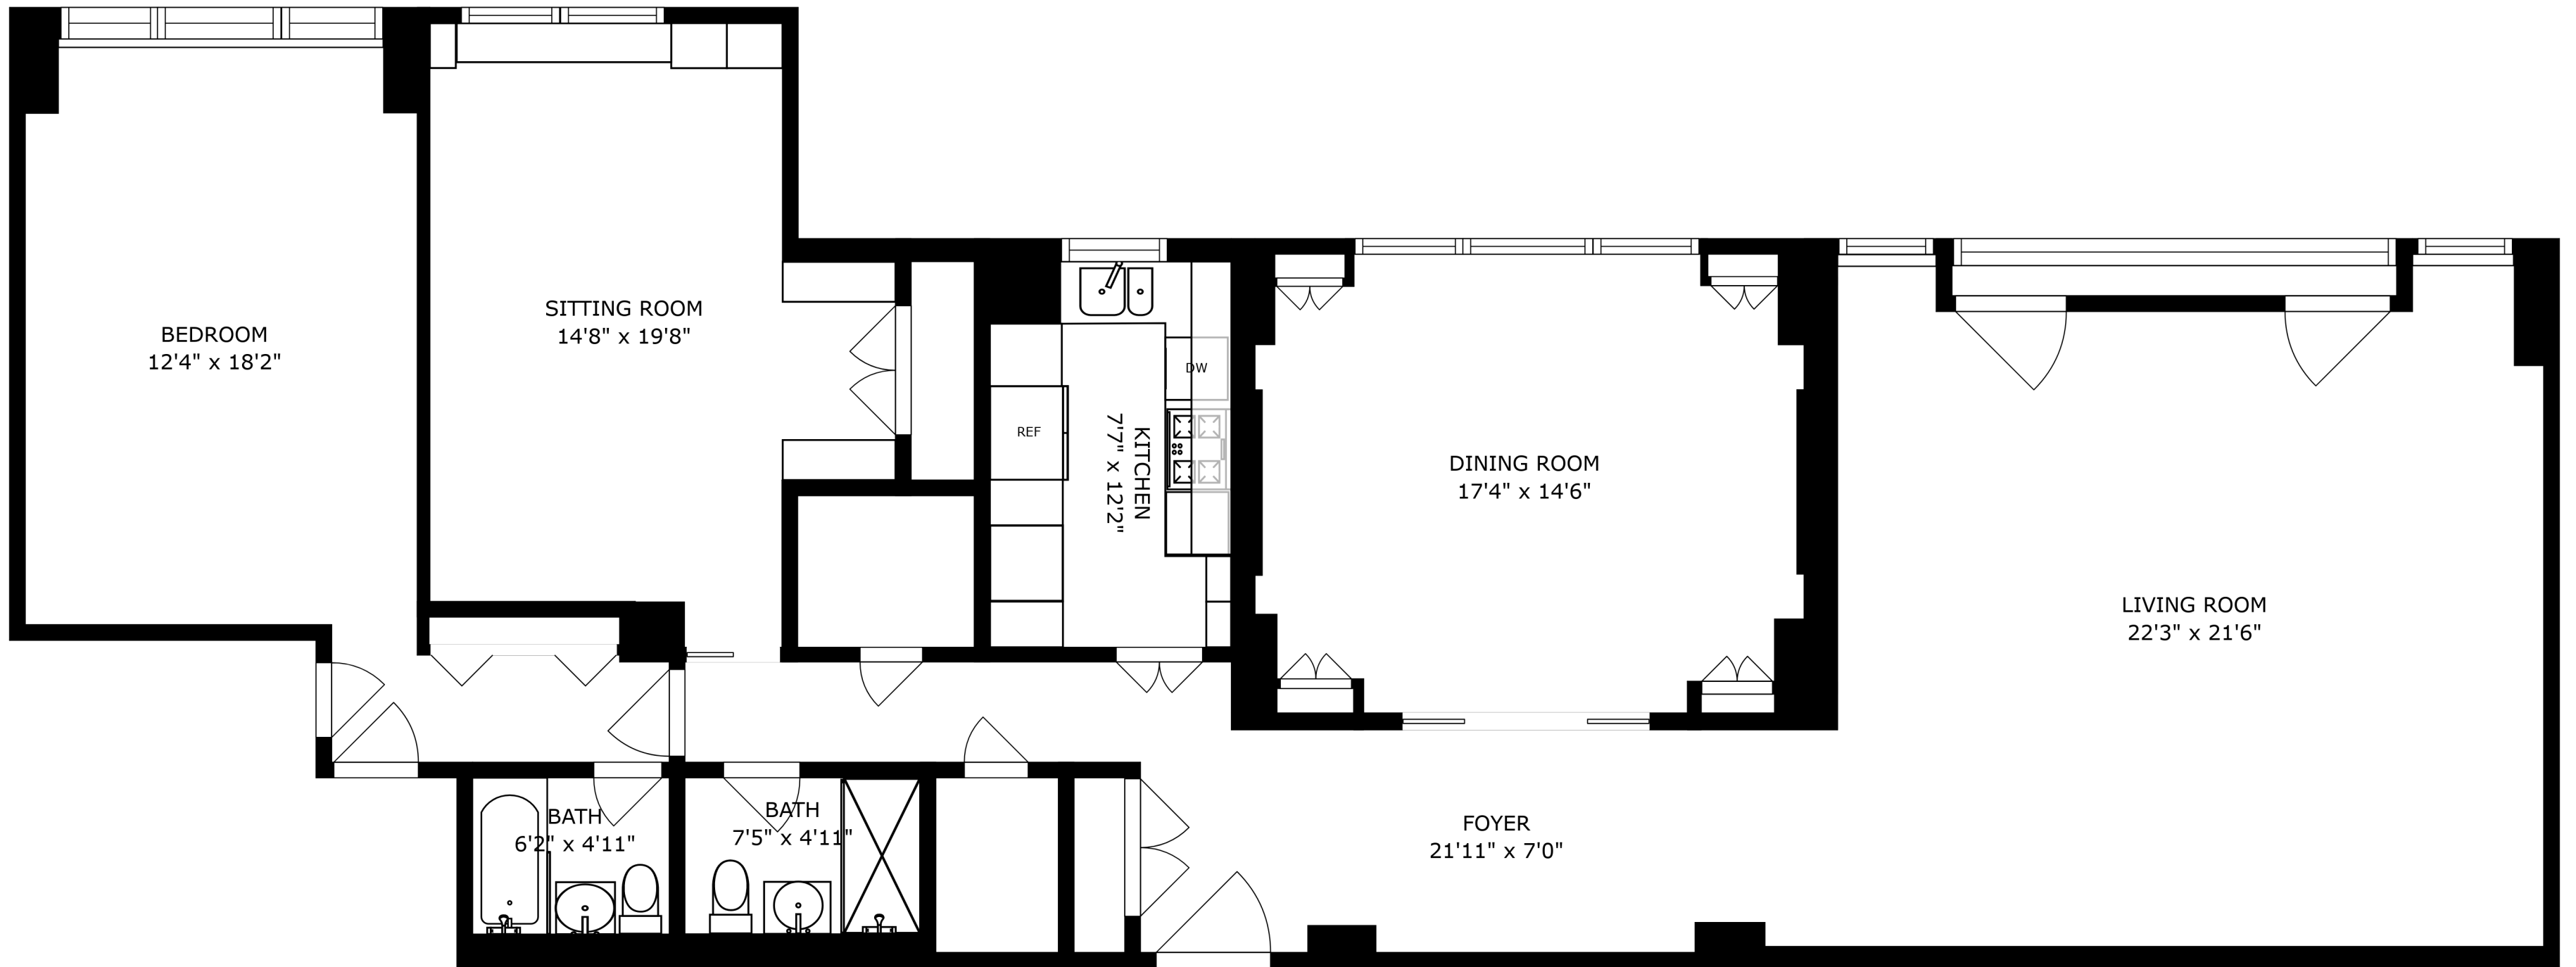 BEDROOM
12'4" x 18'2"
SITTING ROOM
14'8" x 19'8"
REF
KITCHEN
7'7" x 12'2"
DW
DINING ROOM
17'4" x 14'6"
LIVING ROOM
22'3" x 21'6"
BATH
6'2" x 4'11"
BATH
7'5" x 4'11"
FOYER
21'11" x 7'0"